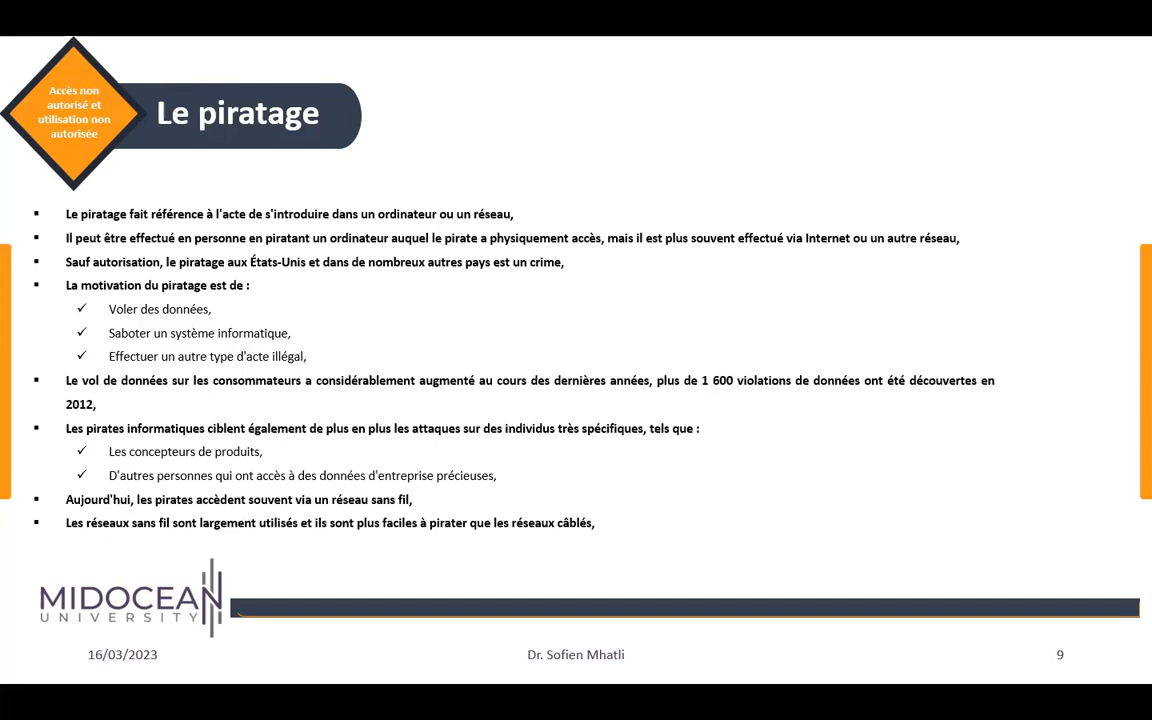 Accès non
autorisé et
utilisation non
autorisée
Le piratage
▪ Le piratage fait référence à l'acte de s'introduire dans un ordinateur ou un réseau,
▪ Il peut être effectué en personne en piratant un ordinateur auquel le pirate a physiquement accès, mais il est plus souvent effectué via Internet ou un autre réseau,
▪ Sauf autorisation, le piratage aux États-Unis et dans de nombreux autres pays est un crime,
▪ La motivation du piratage est de :
✓ Voler des données,
✓ Saboter un système informatique,
✓ Effectuer un autre type d'acte illégal,
▪ Le vol de données sur les consommateurs a considérablement augmenté au cours des dernières années, plus de 1 600 violations de données ont été découvertes en
2012,
▪ Les pirates informatiques ciblent également de plus en plus les attaques sur des individus très spécifiques, tels que :
✓ Les concepteurs de produits,
✓ D'autres personnes qui ont accès à des données d'entreprise précieuses,
▪ Aujourd'hui, les pirates accèdent souvent via un réseau sans fil,
▪ Les réseaux sans fil sont largement utilisés et ils sont plus faciles à pirater que les réseaux câblés,
MIDOCEAN
UNIVERSITY
16/03/2023
Dr. Sofien Mhatli
9